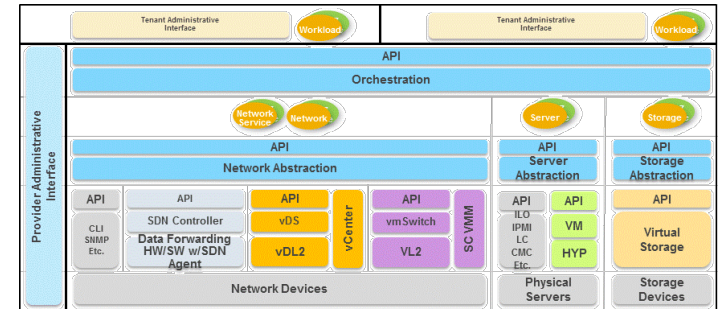 Tenant Administrative
Interface
Workload
Tenant Administrative
Interface
Workload
Provider Administrative
Interface
API
Orchestration
Network
Service
Network
Server
Storage
API
Network Abstraction
API
Server
Abstraction
API
Storage
Abstraction
API
CLI
SNMP
Etc.
API
SDN Controller
Data Forwarding
HW/SW w/SDN
Agent
API
vDS
vDL2
vCenter
API
vmSwitch
VL2
SC VMM
API
ILO
IPMI
LC
CMC
Etc.
API
VM
HYP
API
Virtual
Storage
Network Devices
Physical
Servers
Storage
Devices